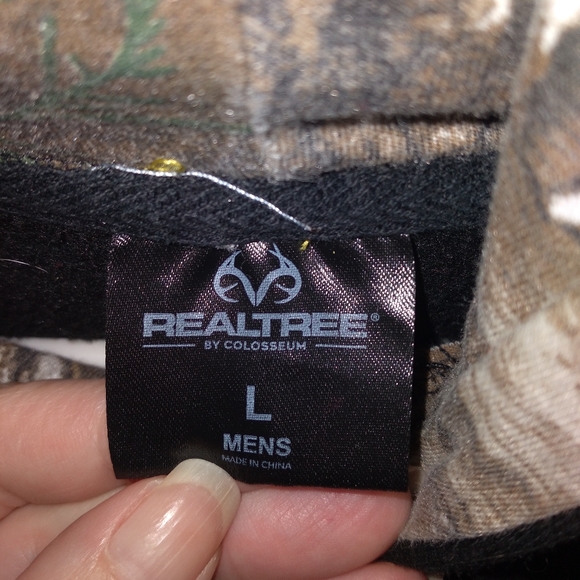 REALTREE®
BY COLOSSEUM
L
MENS
MADE IN CHINA